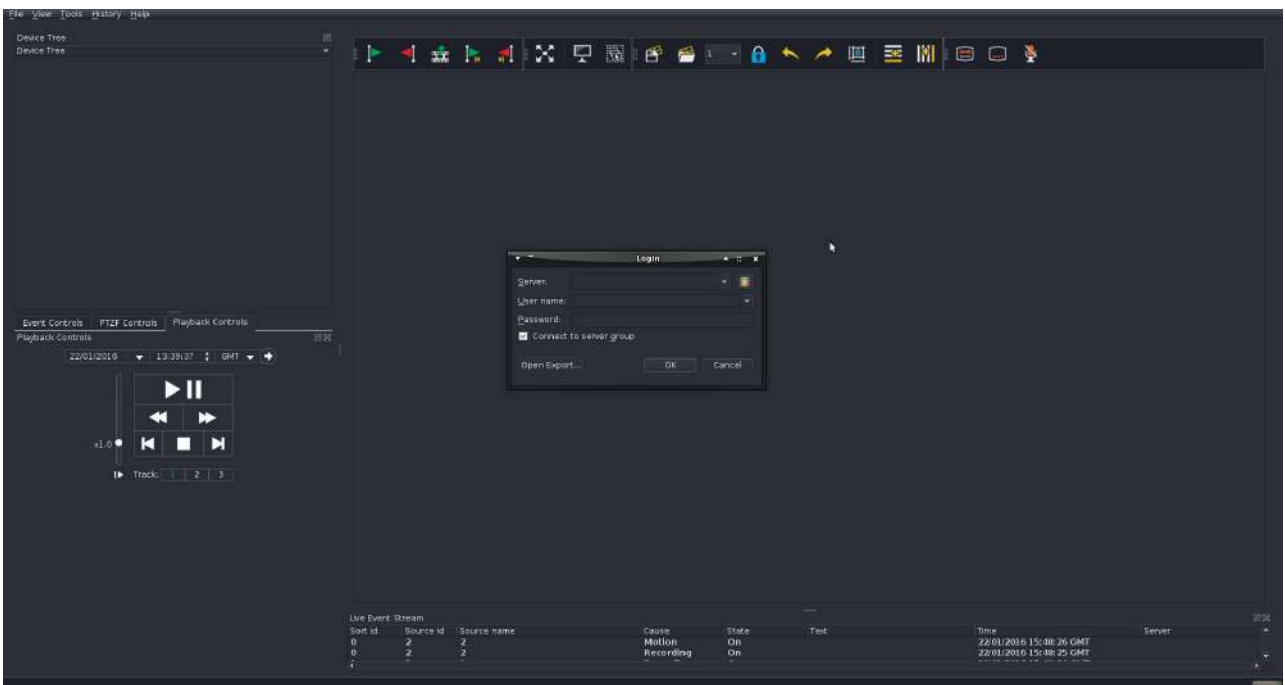 File View Tools History Help
Device Tree
Device Tree
1
Login
Server:
User name:
Password:
Connect to server group
Open Export... OK Cancel
Event Controls PTZF Controls Playback Controls
Playback Controls
22/01/2016 13:39:37 GMT
x1.0
Track: 1 2 3
Live Event Stream
Sort id Source id Source name Cause State Text Time Server
0 2 2 Motion On 22/01/2016 15:48:26 GMT
0 2 2 Recording On 22/01/2016 15:48:25 GMT